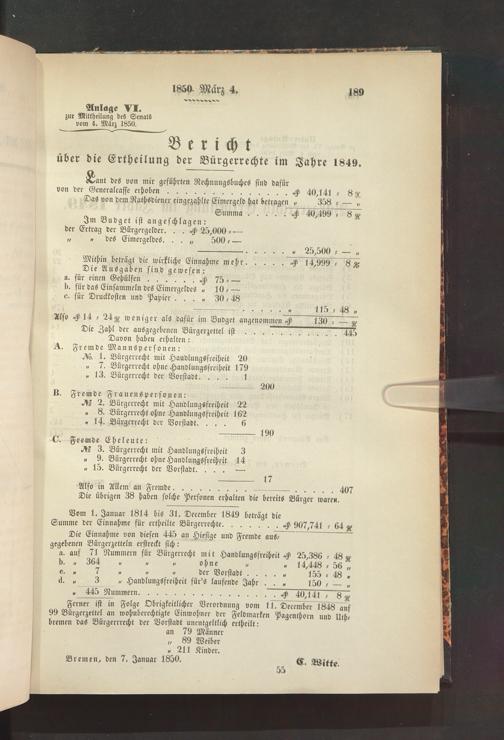 1850. März 4.
189
Anlage VI.
zur Mittheilung des Senats
vom 4. März 1850.
Bericht
über die Ertheilung der Bürgerrechte im Jahre 1849.
Laut des von mir geführten Rechnungsbuches sind dafür
von der Generalcasse erhoben . . . . . . . . . . . . ₰ 40,141 „ 8 gr
Das von dem Rathsdiener eingezahlte Eimergeld hat betragen „ 358 „ — „
Summa . . . . . . . . ₰ 40,499 „ 8 gr
Im Budget ist angeschlagen:
der Ertrag der Bürgergelder. . . ₰ 25,000 „ —
„ „ des Eimergeldes. . . „ 500 „ —
„ 25,500 „ — „
Mithin beträgt die wirkliche Einnahme mehr. . . . . ₰ 14,999 „ 8 gr
Die Ausgaben sind gewesen:
a. für einen Gehülfen . . . . . ₰ 75 „ —
b. für das Einsammeln des Eimergeldes „ 10 „ —
c. für Druckkosten und Papier . . . „ 30 „ 48
„ 115 „ 48 „
Also ₰ 14 „ 24 gr weniger als dafür im Budget angenommen ₰ 130 „ — gr
Die Zahl der ausgegebenen Bürgerzettel ist . . . . . . . . . . . 445
Davon haben erhalten:
A. Fremde Mannspersonen:
№ 1. Bürgerrecht mit Handlungsfreiheit 20
„ 7. Bürgerrecht ohne Handlungsfreiheit 179
„ 13. Bürgerrecht der Vorstadt. . . . 1
200
B. Fremde Frauenspersonen:
№ 2. Bürgerrecht mit Handlungsfreiheit 22
„ 8. Bürgerrecht ohne Handlungsfreiheit 162
„ 14. Bürgerrecht der Vorstadt. . . . 6
190
C. Fremde Eheleute:
№ 3. Bürgerrecht mit Handlungsfreiheit 3
„ 9. Bürgerrecht ohne Handlungsfreiheit 14
„ 15. Bürgerrecht der Vorstadt. . . . —
17
Also in Allem an Fremde . . . . . . . . . . . . . . . . 407
Die übrigen 38 haben solche Personen erhalten die bereits Bürger waren.
Vom 1. Januar 1814 bis 31. December 1849 beträgt die
Summe der Einnahme für ertheilte Bürgerrechte. . . . . . . ₰ 907,741 „ 64 gr
Die Einnahme von diesen 445 an Hiesige und Fremde aus-
gegebenen Bürgerzetteln erstreckt sich:
a. auf 71 Nummern für Bürgerrecht mit Handlungsfreiheit ₰ 25,386 „ 48 gr
b. „ 364 „ „ „ ohne „ „ 14,448 „ 56 „
c. „ 7 „ „ „ der Vorstadt . . . . „ 155 „ 48 „
d. „ 3 „ „ Handlungsfreiheit für's laufende Jahr . . „ 150 „ — „
„ 445 Nummern. . . . . . . . . . . . . . . ₰ 40,141 „ 8 gr
Ferner ist in Folge Obrigkeitlicher Verordnung vom 11. December 1848 auf
99 Bürgerzettel an wohnberechtigte Einwohner der Feldmarken Pagenthorn und Uth-
bremen das Bürgerrecht der Vorstadt unentgeltlich ertheilt:
an 79 Männer
„ 89 Weiber
„ 211 Kinder.
Bremen, den 7. Januar 1850.
C. Witte.
55